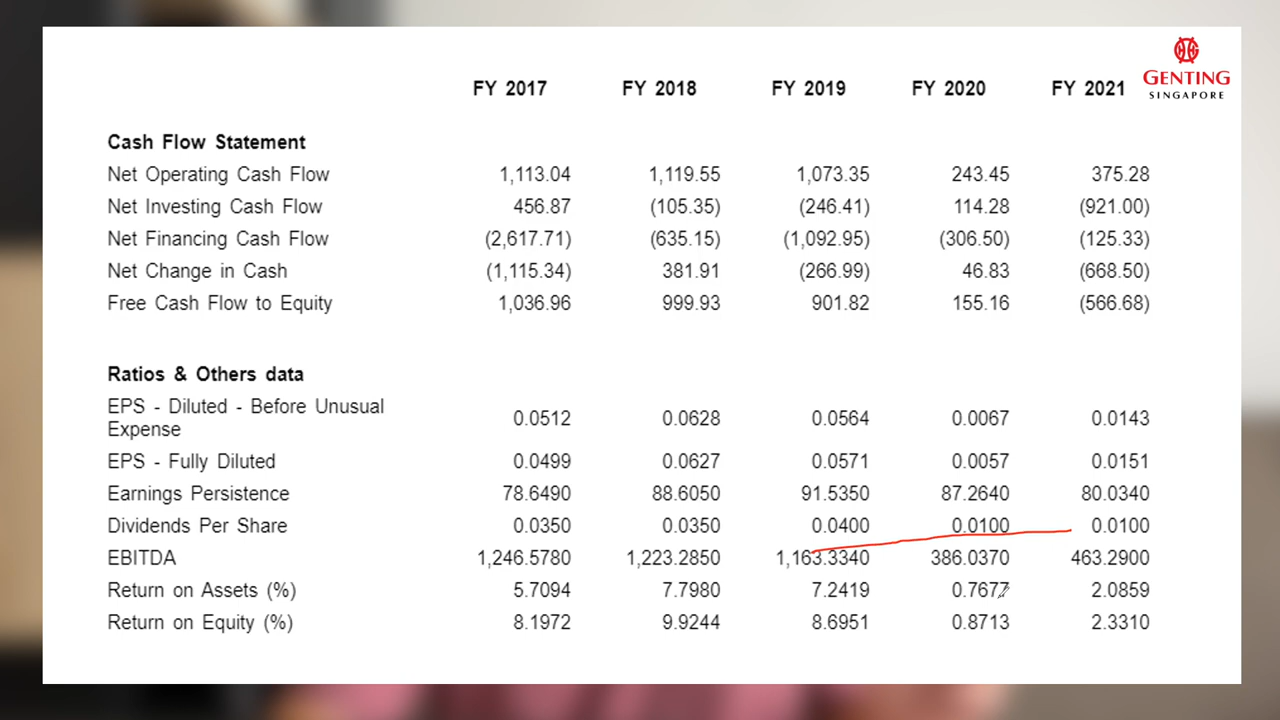 GENTING
SINGAPORE
FY 2017 FY 2018 FY 2019 FY 2020 FY 2021
Cash Flow Statement
Net Operating Cash Flow 1,113.04 1,119.55 1,073.35 243.45 375.28
Net Investing Cash Flow 456.87 (105.35) (246.41) 114.28 (921.00)
Net Financing Cash Flow (2,617.71) (635.15) (1,092.95) (306.50) (125.33)
Net Change in Cash (1,115.34) 381.91 (266.99) 46.83 (668.50)
Free Cash Flow to Equity 1,036.96 999.93 901.82 155.16 (566.68)
Ratios & Others data
EPS - Diluted - Before Unusual
Expense 0.0512 0.0628 0.0564 0.0067 0.0143
EPS - Fully Diluted 0.0499 0.0627 0.0571 0.0057 0.0151
Earnings Persistence 78.6490 88.6050 91.5350 87.2640 80.0340
Dividends Per Share 0.0350 0.0350 0.0400 0.0100 0.0100
EBITDA 1,246.5780 1,223.2850 1,163.3340 386.0370 463.2900
Return on Assets (%) 5.7094 7.7980 7.2419 0.7677 2.0859
Return on Equity (%) 8.1972 9.9244 8.6951 0.8713 2.3310